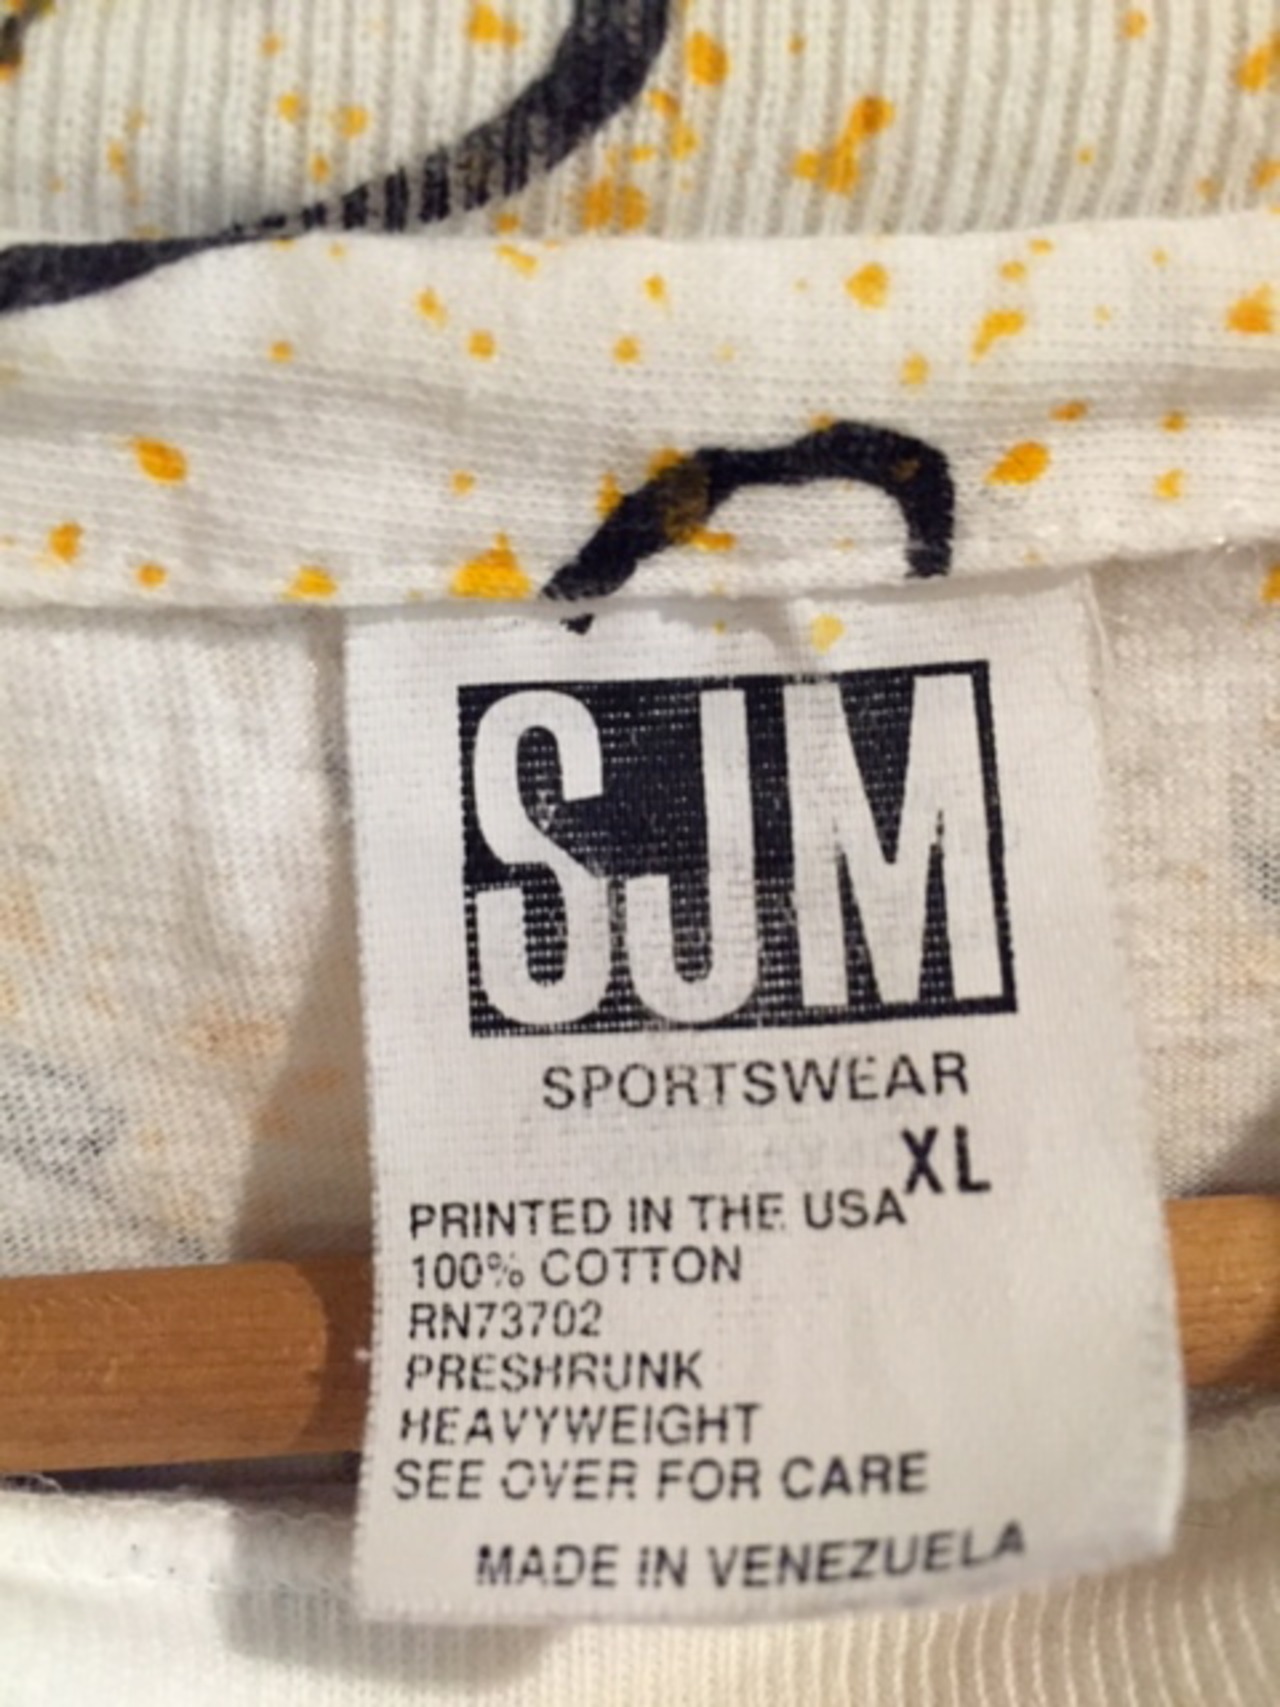 SJM
SPORTSWEAR
XL
PRINTED IN THE USA
100% COTTON
RN73702
PRESHRUNK
HEAVYWEIGHT
SEE OVER FOR CARE
MADE IN VENEZUELA